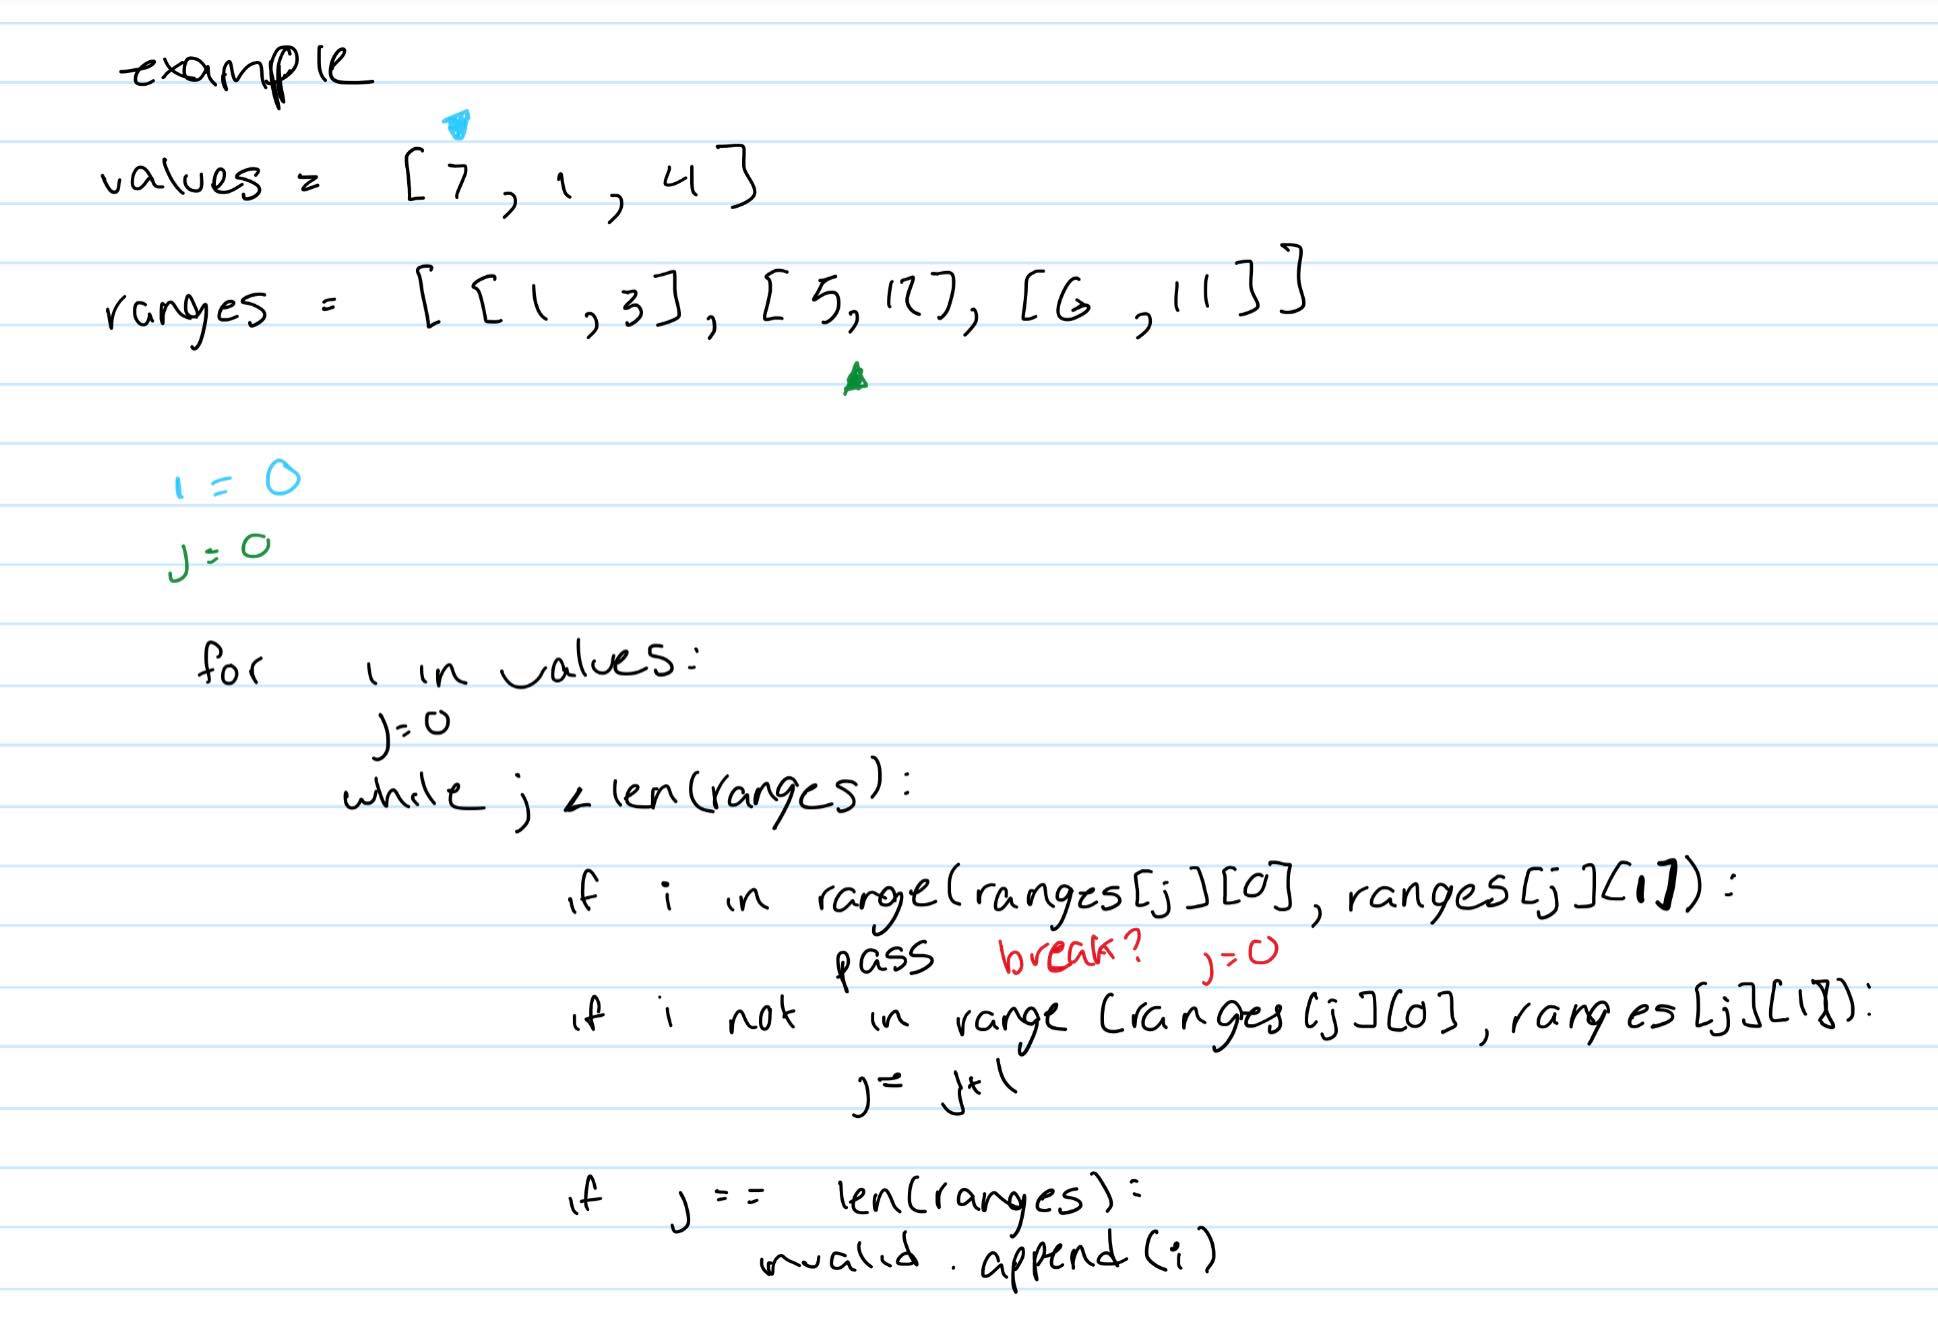 example
values = [7, 1, 4]
ranges = [[1, 3], [5, 12], [6, 11]]
i = 0
j = 0
for i in values:
j = 0
while j < len(ranges):
if i in range(ranges[j][0], ranges[j][1]):
pass break? j = 0
if i not in range (ranges[j][0], ranges[j][1]):
j = j+1
if j == len(ranges):
invalid.append(i)